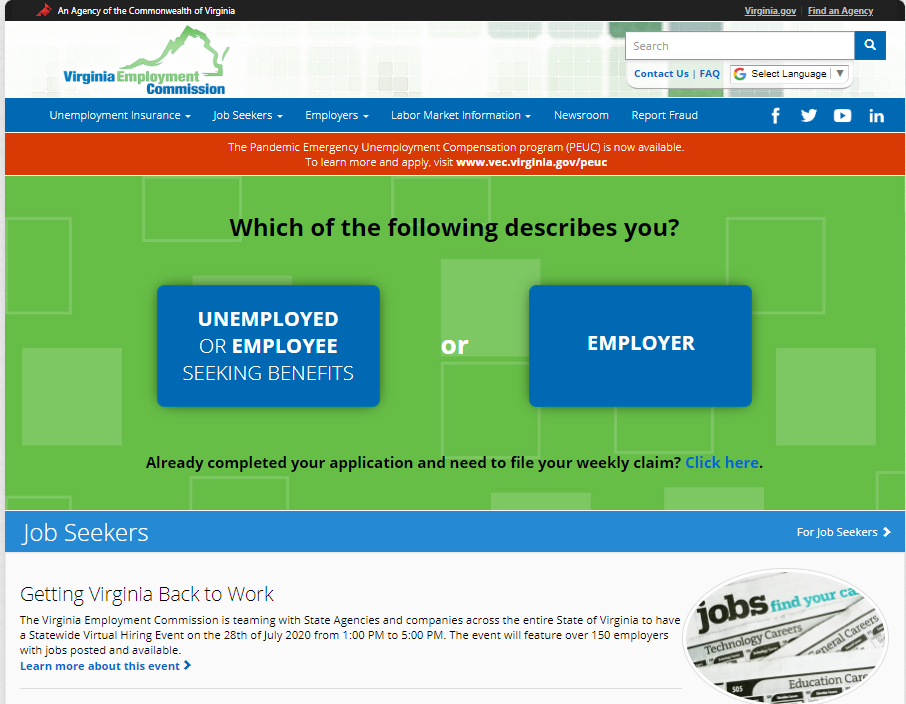 An Agency of the Commonwealth of Virginia
Virginia.gov | Find an Agency
Virginia Employment
Commission
Search
Contact Us | FAQ
Select Language ▼
Unemployment Insurance
Job Seekers
Employers
Labor Market Information
Newsroom
Report Fraud
The Pandemic Emergency Unemployment Compensation program (PEUC) is now available.
To learn more and apply, visit www.vec.virginia.gov/peuc
Which of the following describes you?
UNEMPLOYED
OR EMPLOYEE
SEEKING BENEFITS
or
EMPLOYER
Already completed your application and need to file your weekly claim? Click here.
Job Seekers
For Job Seekers
Getting Virginia Back to Work
The Virginia Employment Commission is teaming with State Agencies and companies across the entire State of Virginia to have
a Statewide Virtual Hiring Event on the 28th of July 2020 from 1:00 PM to 5:00 PM. The event will feature over 150 employers
with jobs posted and available.
Learn more about this event
jobs find your ca
Technology Careers
General Careers
505
Education Care